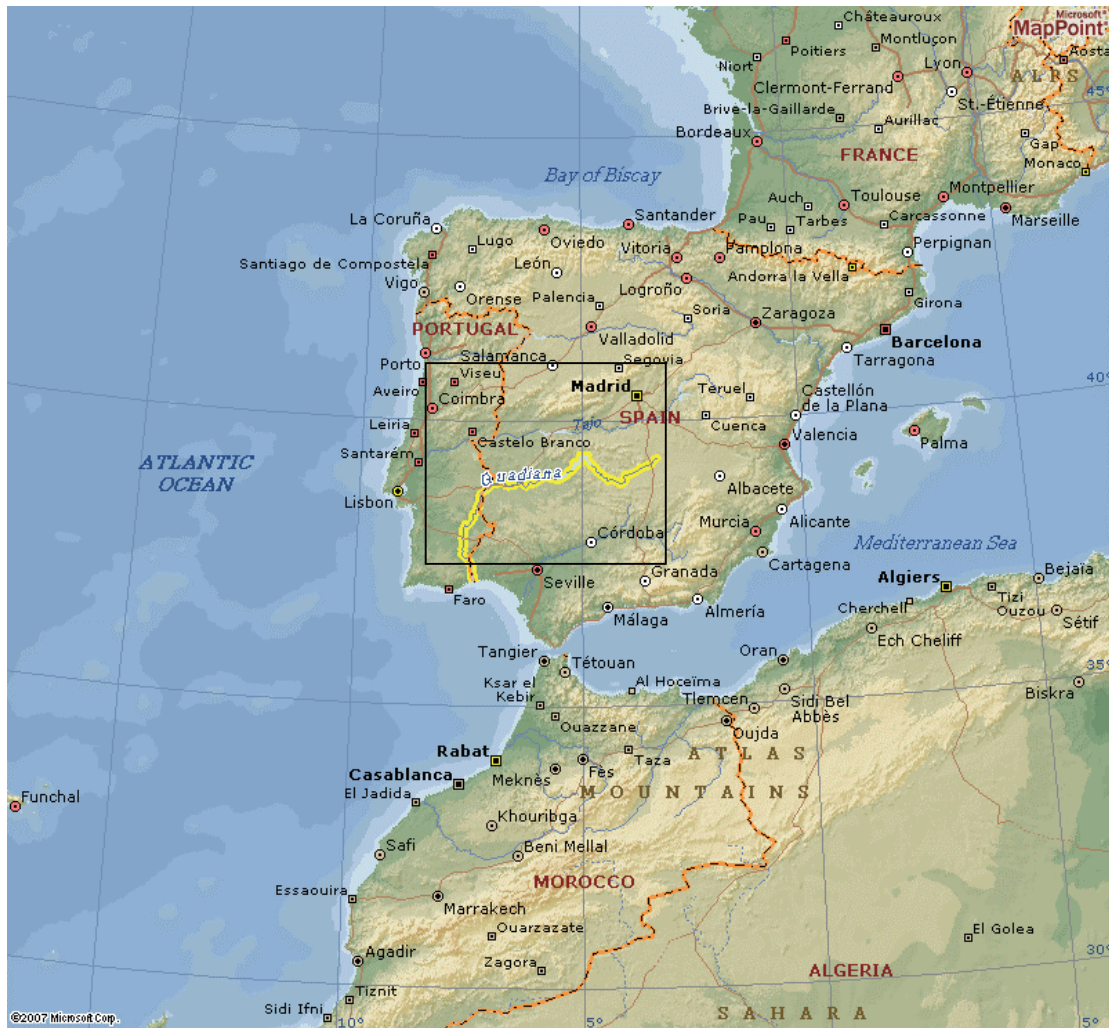 Microsoft®
MapPoint®
Châteauroux
Poitiers
Montluçon
Niort
Lyon
Aosta
ALPS
Clermont-Ferrand
St.-Étienne
45°
Brive-la-Gaillarde
Aurillac
Bordeaux
Gap
FRANCE
Monaco
Bay of Biscay
Auch
Toulouse
Montpellier
La Coruña
Santander
Pau
Tarbes
Carcassonne
Marseille
Lugo
Oviedo
Vitoria
Pamplona
Perpignan
Santiago de Compostela
León
Andorra la Vella
Vigo
Orense
Palencia
Logroño
Girona
Soria
Zaragoza
PORTUGAL
Valladolid
Barcelona
Porto
Salamanca
Segovia
Tarragona
Viseu
Aveiro
Madrid
Teruel
Castellón
de la Plana
40°
Coimbra
SPAIN
Leiria
Tajo
Cuenca
Palma
Castelo Branco
Valencia
Santarém
ATLANTIC
OCEAN
Guadiana
Albacete
Lisbon
Alicante
Murcia
Córdoba
Mediterranean Sea
Cartagena
Seville
Granada
Algiers
Bejaïa
Faro
Tizi
Ouzou
Málaga
Almería
Cherchell
Sétif
Ech Cheliff
Tangier
Oran
Tétouan
Ksar el
Kebir
Al Hoceïma
35°
Tlemcen
Sidi Bel
Abbès
Biskra
Ouazzane
Oujda
Rabat
Taza
ATLAS
Meknès
Fès
Casablanca
MOUNTAINS
El Jadida
Funchal
Khouribga
Safi
Beni Mellal
MOROCCO
Essaouira
Marrakech
Ouarzazate
El Golea
Agadir
30°
Zagora
ALGERIA
Tiznit
Sidi Ifni
SAHARA
©2007 Microsoft Corp.
10°
5°
0°
5°